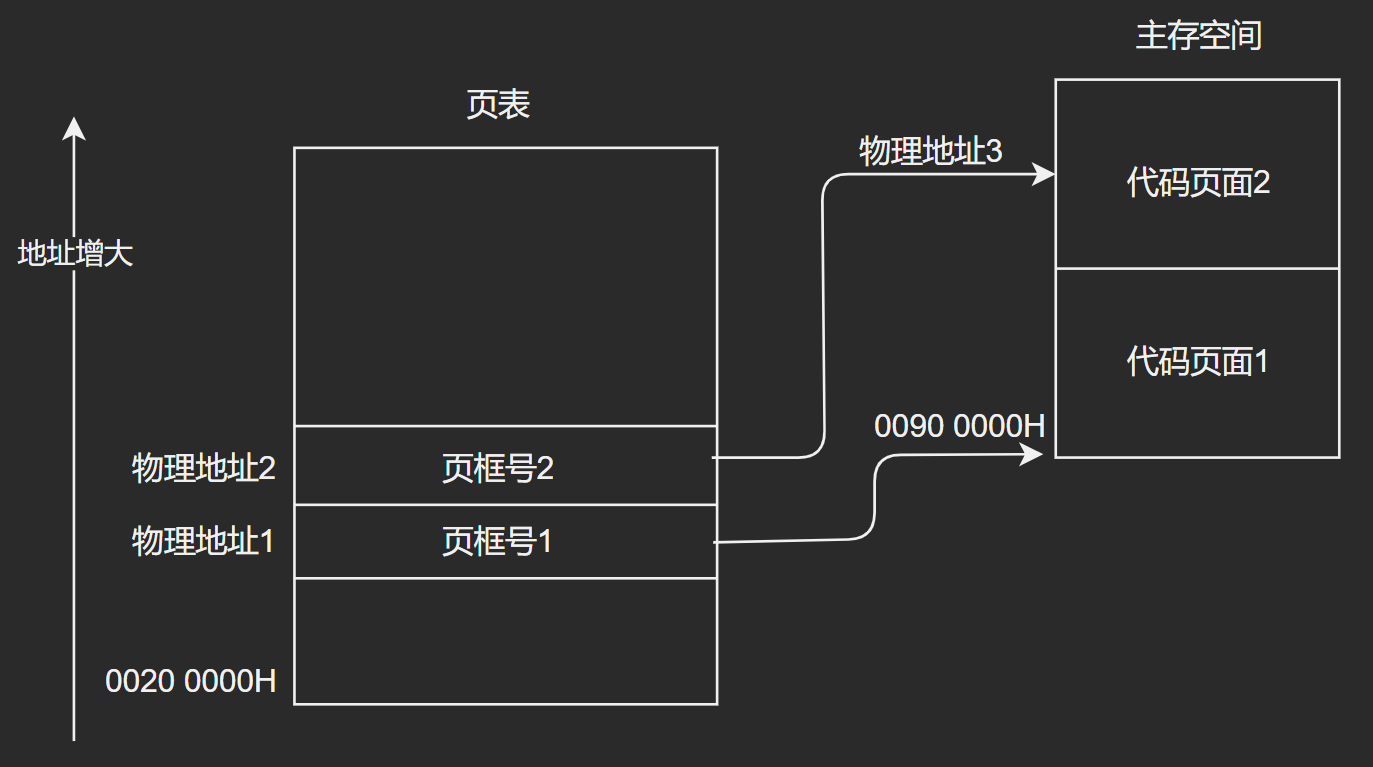 主存空间
页表
物理地址3
代码页面2
地址增大
代码页面1
0090 0000H
物理地址2
页框号2
物理地址1
页框号1
0020 0000H